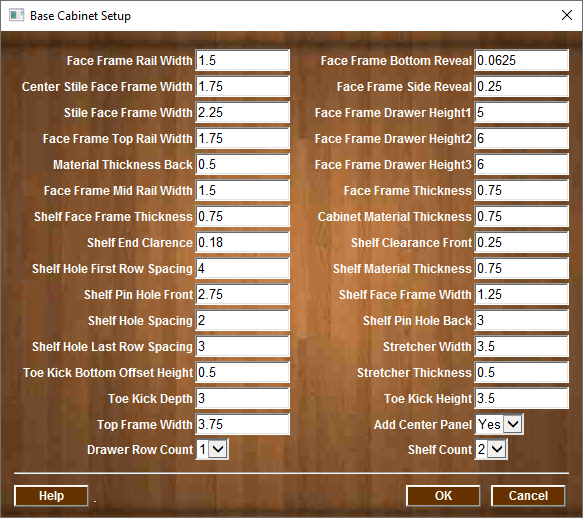 Base Cabinet Setup
Face Frame Rail Width 1.5 Face Frame Bottom Reveal 0.0625
Center Stile Face Frame Width 1.75 Face Frame Side Reveal 0.25
Stile Face Frame Width 2.25 Face Frame Drawer Height1 5
Face Frame Top Rail Width 1.75 Face Frame Drawer Height2 6
Material Thickness Back 0.5 Face Frame Drawer Height3 6
Face Frame Mid Rail Width 1.5 Face Frame Thickness 0.75
Shelf Face Frame Thickness 0.75 Cabinet Material Thickness 0.75
Shelf End Clarence 0.18 Shelf Clearance Front 0.25
Shelf Hole First Row Spacing 4 Shelf Material Thickness 0.75
Shelf Pin Hole Front 2.75 Shelf Face Frame Width 1.25
Shelf Hole Spacing 2 Shelf Pin Hole Back 3
Shelf Hole Last Row Spacing 3 Stretcher Width 3.5
Toe Kick Bottom Offset Height 0.5 Stretcher Thickness 0.5
Toe Kick Depth 3 Toe Kick Height 3.5
Top Frame Width 3.75 Add Center Panel Yes
Drawer Row Count 1 Shelf Count 2
Help . OK Cancel